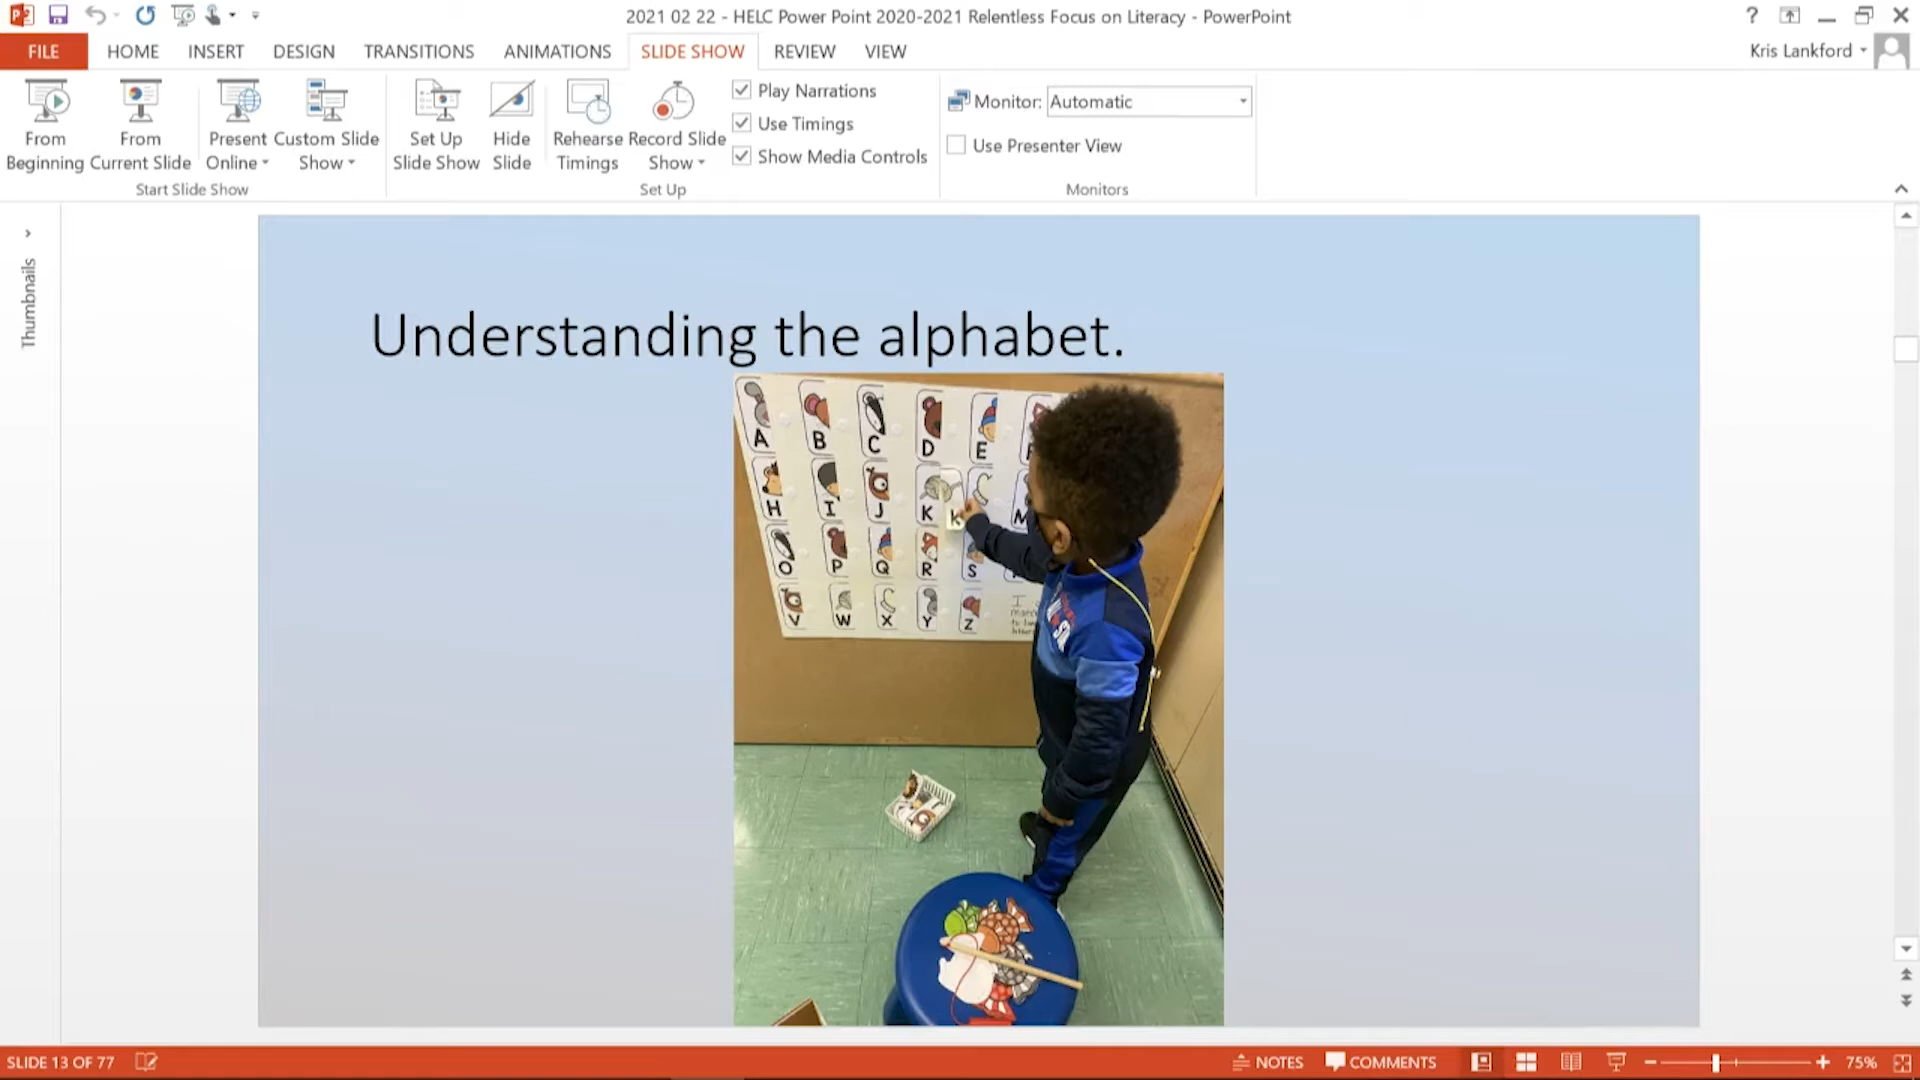 2021 02 22 - HELC Power Point 2020-2021 Relentless Focus on Literacy - PowerPoint
FILE HOME INSERT DESIGN TRANSITIONS ANIMATIONS SLIDE SHOW REVIEW VIEW
Kris Lankford
From Beginning
From Current Slide
Present Online
Custom Slide Show
Start Slide Show
Set Up Slide Show
Hide Slide
Rehearse Timings
Record Slide Show
Play Narrations
Use Timings
Show Media Controls
Set Up
Monitor: Automatic
Use Presenter View
Monitors
Thumbnails
Understanding the alphabet.
A B C D E
H I J K k M
O P Q R S
V W X Y Z
I
SLIDE 13 OF 77
NOTES COMMENTS 75%